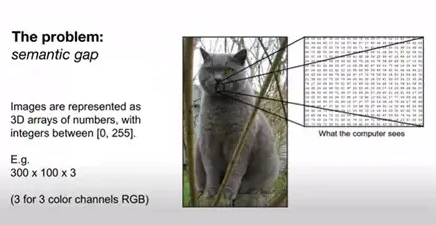 The problem:
semantic gap
Images are represented as
3D arrays of numbers, with
integers between [0, 255].
E.g.
300 x 100 x 3
(3 for 3 color channels RGB)
What the computer sees